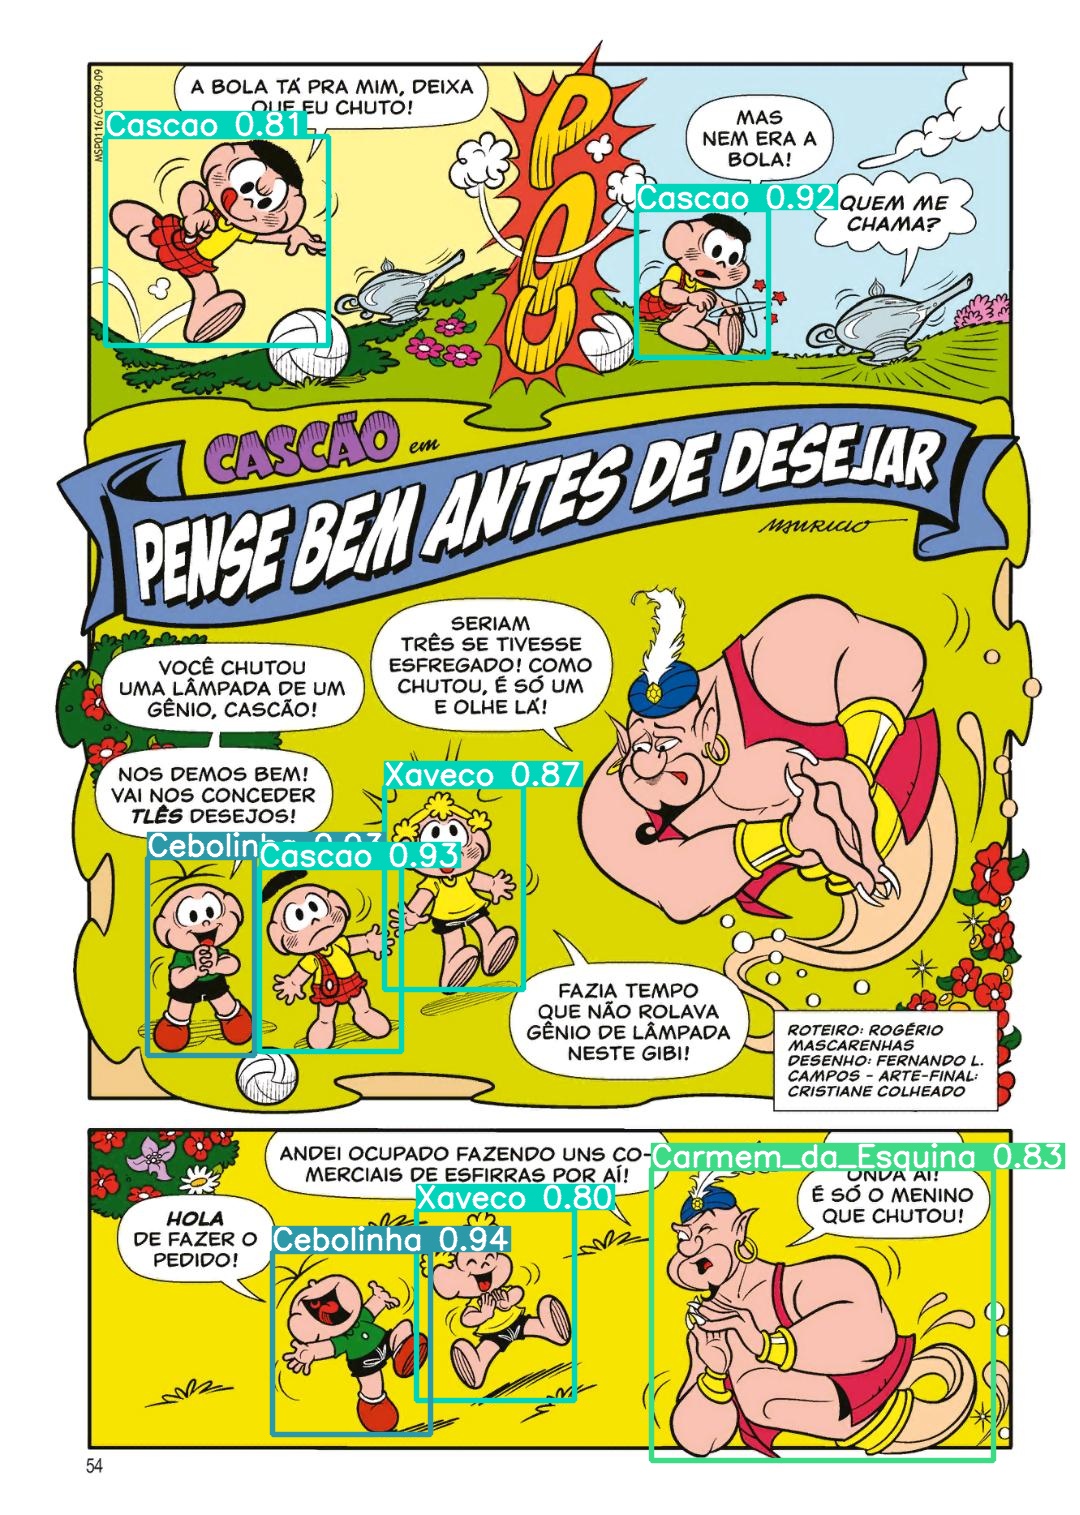 MSP0116/CC009-09
A BOLA TÁ PRA MIM, DEIXA
QUE EU CHUTO!
Cascao 0.81
POU
MAS
NEM ERA A
BOLA!
Cascao 0.92
QUEM ME
CHAMA?
CASCÃO em
PENSE BEM ANTES DE DESEJAR
MAURICIO
VOCÊ CHUTOU
UMA LÂMPADA DE UM
GÊNIO, CASCÃO!
SERIAM
TRÊS SE TIVESSE
ESFREGADO! COMO
CHUTOU, É SÓ UM
E OLHE LÁ!
NOS DEMOS BEM!
VAI NOS CONCEDER
TLÊS DESEJOS!
Xaveco 0.87
Cebolinha
Cascao 0.93
FAZIA TEMPO
QUE NÃO ROLAVA
GÊNIO DE LÂMPADA
NESTE GIBI!
ROTEIRO: ROGÉRIO
MASCARENHAS
DESENHO: FERNANDO L.
CAMPOS - ARTE-FINAL:
CRISTIANE COLHEADO
ANDEI OCUPADO FAZENDO UNS CO-
MERCIAIS DE ESFIRRAS POR AÍ!
Carmem_da_Esquina 0.83
ONDA AÍ!
É SÓ O MENINO
QUE CHUTOU!
Xaveco 0.80
HOLA
DE FAZER O
PEDIDO!
Cebolinha 0.94
54